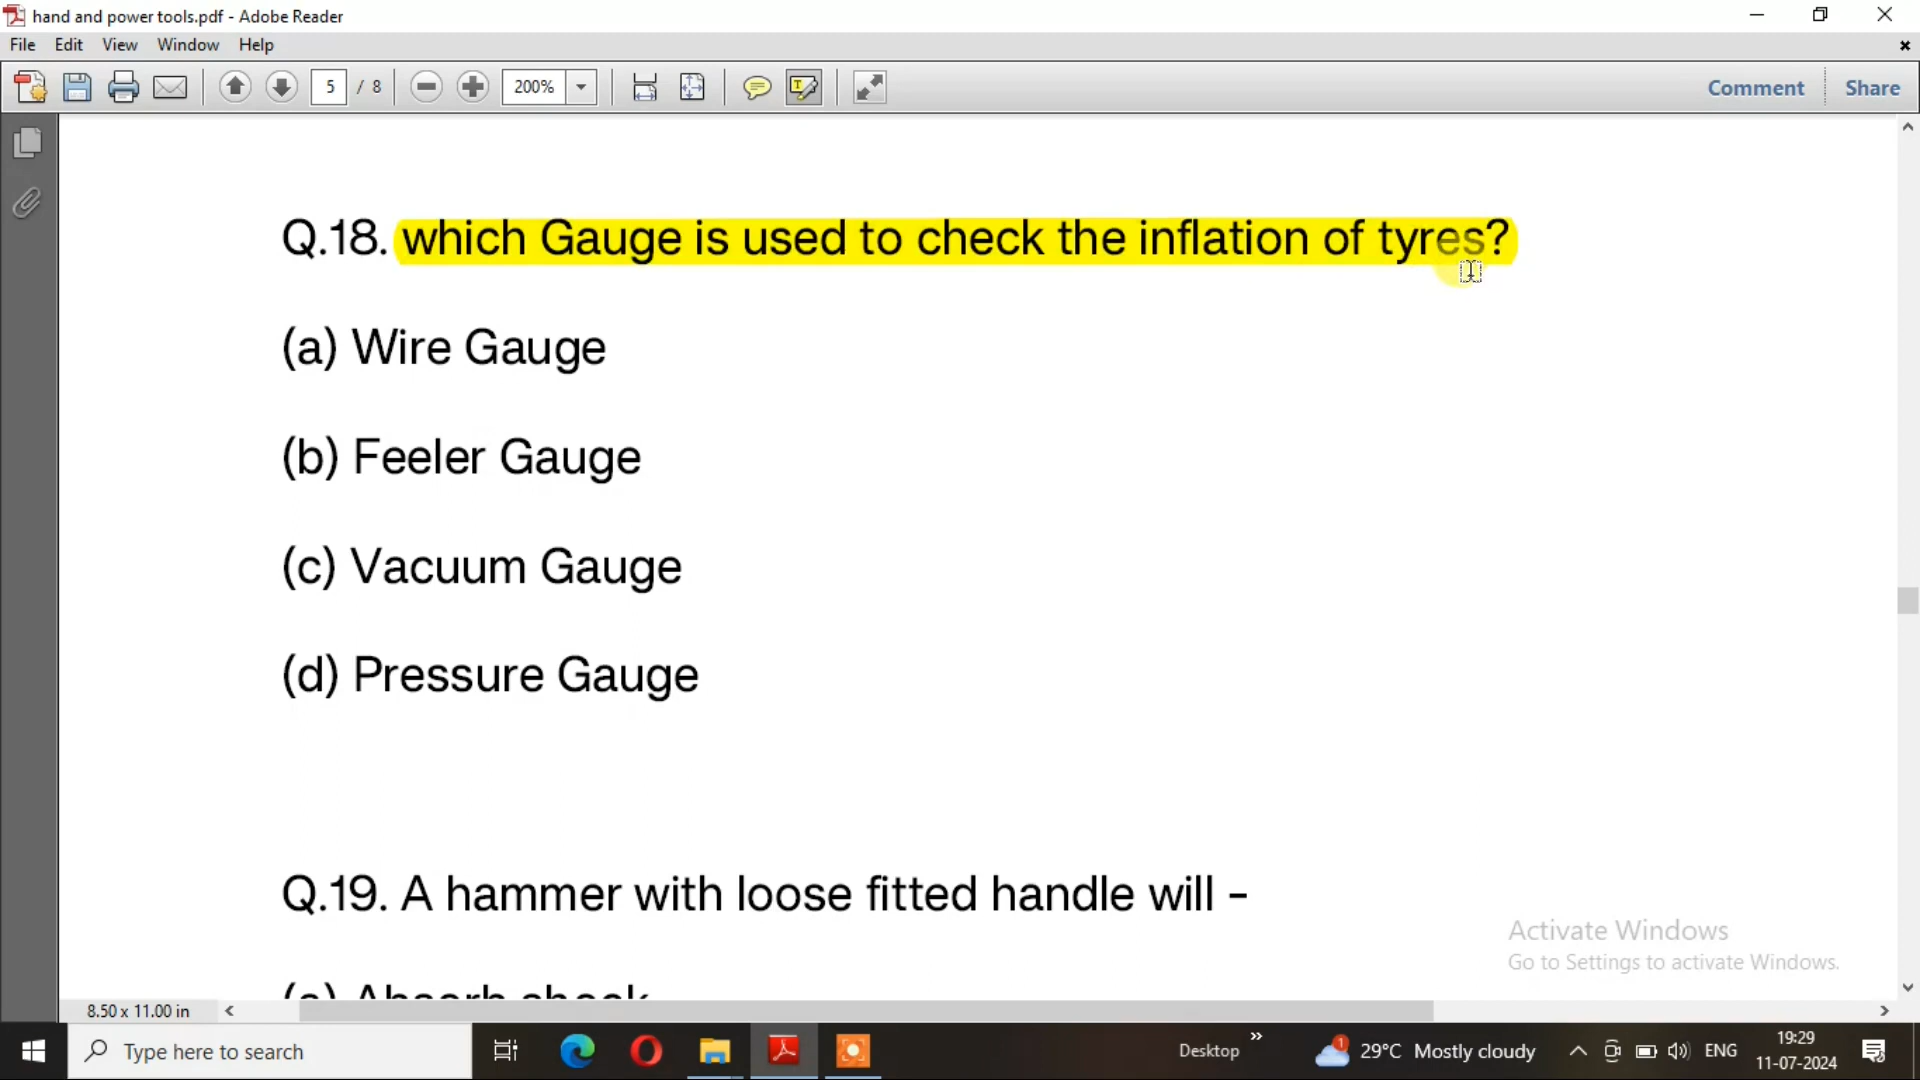 hand and power tools.pdf - Adobe Reader
File Edit View Window Help
5 / 8 200% Comment Share
Q.18. which Gauge is used to check the inflation of tyres?
(a) Wire Gauge
(b) Feeler Gauge
(c) Vacuum Gauge
(d) Pressure Gauge
Q.19. A hammer with loose fitted handle will -
Activate Windows
Go to Settings to activate Windows.
(a) Absorb shock
8.50 x 11.00 in
Type here to search
Desktop
1
29°C Mostly cloudy
ENG
19:29
11-07-2024